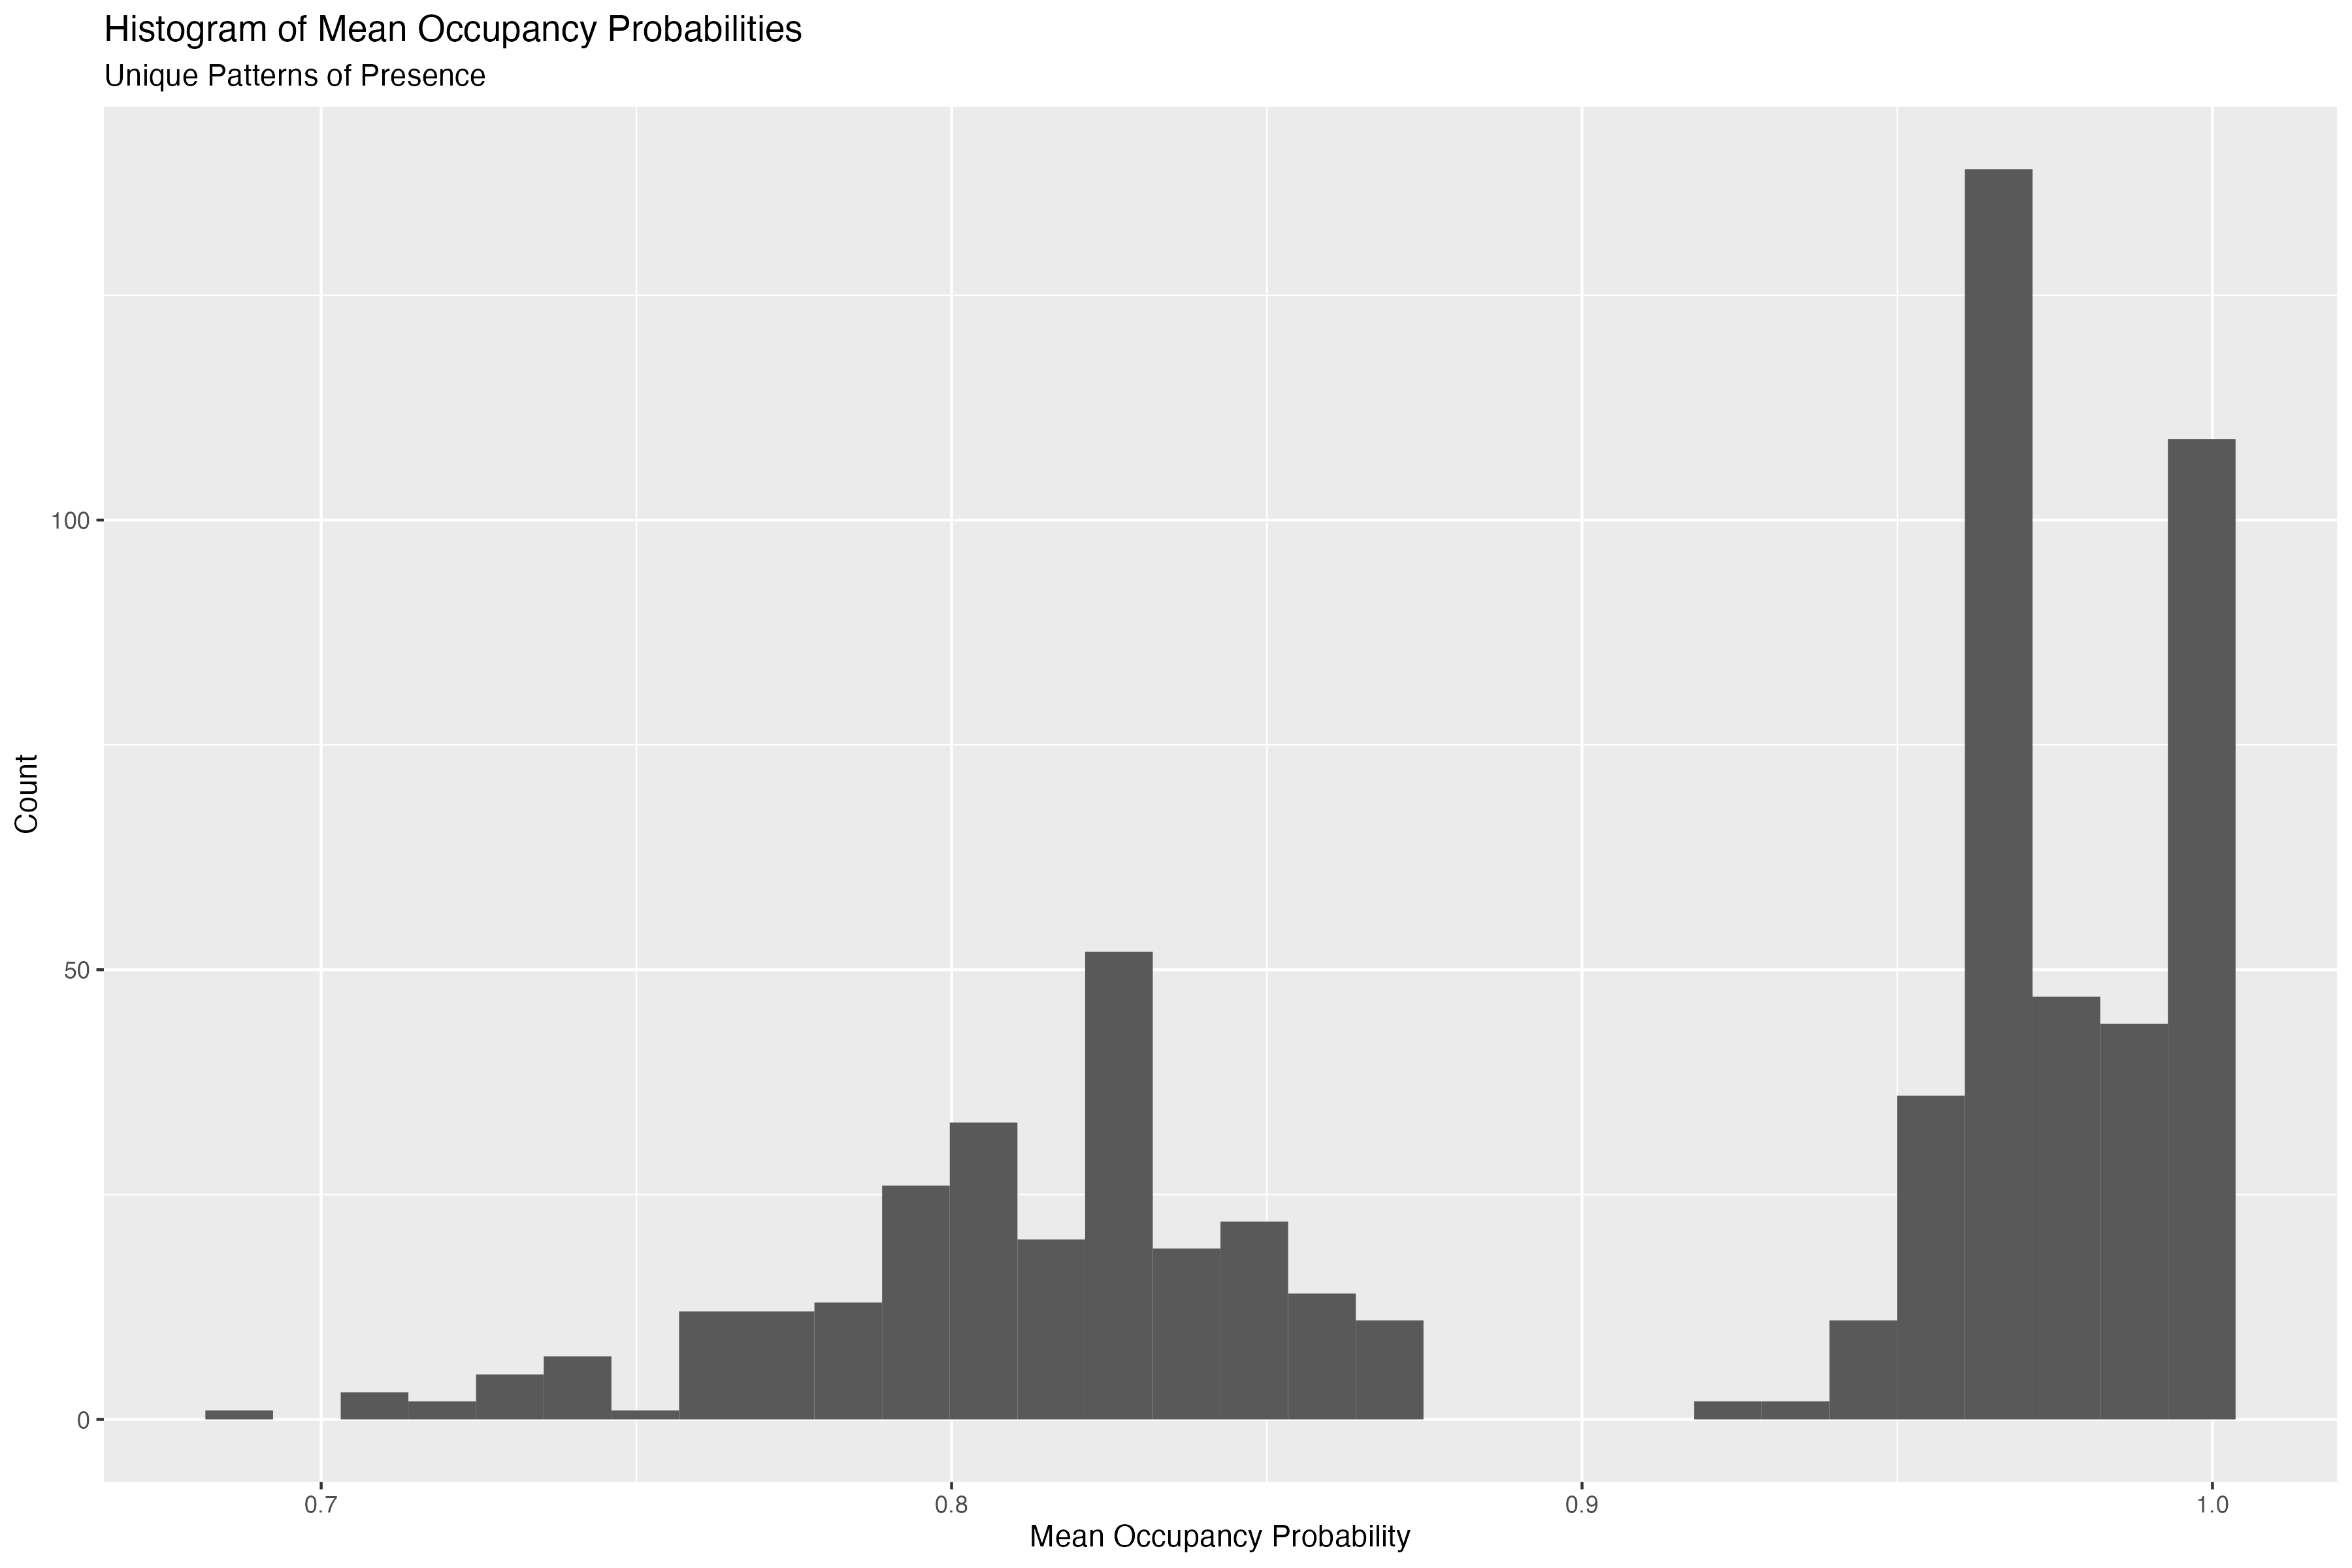 Histogram of Mean Occupancy Probabilities
Unique Patterns of Presence
Count
100
50
0
0.7 0.8 0.9 1.0
Mean Occupancy Probability